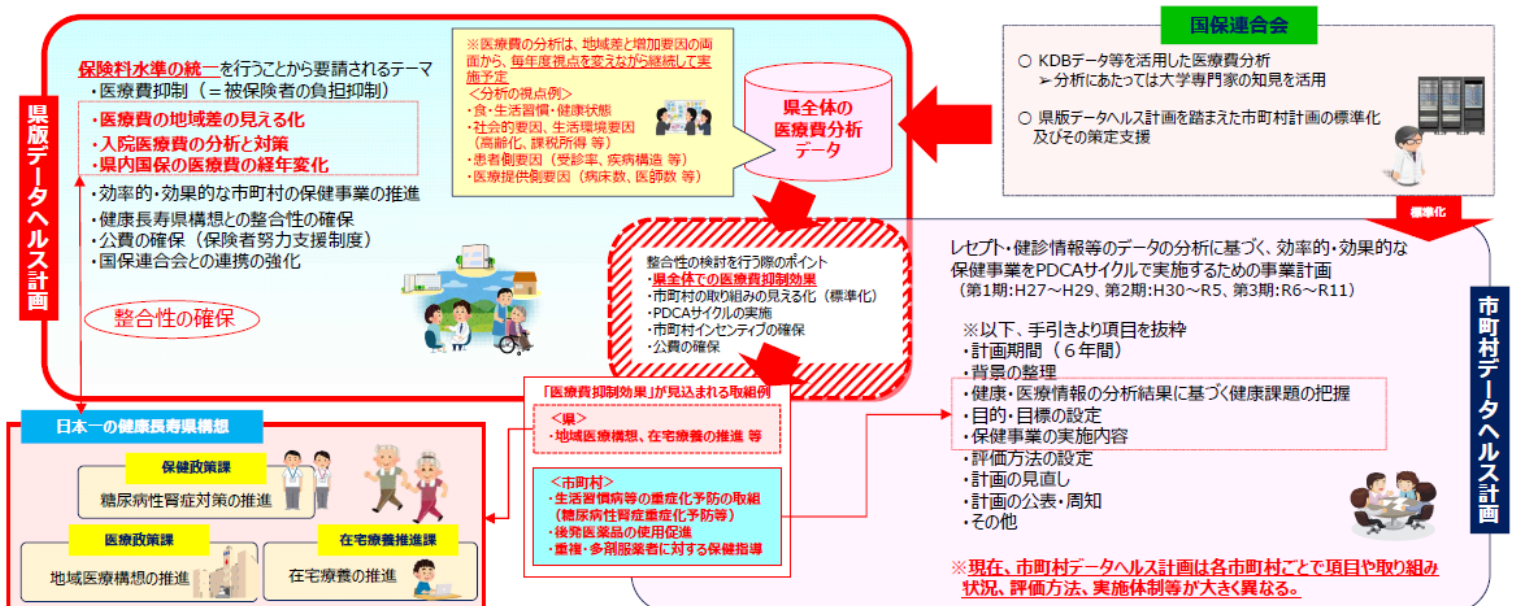 県版データヘルス計画
保険料水準の統一を行うことから要請されるテーマ
・医療費抑制(=被保険者の負担抑制)
・医療費の地域差の見える化
・入院医療費の分析と対策
・県内国保の医療費の経年変化
・効率的・効果的な市町村の保健事業の推進
・健康長寿県構想との整合性の確保
・公費の確保(保険者努力支援制度)
・国保連合会との連携の強化
整合性の確保
※医療費の分析は、地域差と増加要因の両
面から、毎年度視点を変えながら継続して実
施予定
<分析の視点例>
・食・生活習慣・健康状態
・社会的要因、生活環境要因
(高齢化、課税所得 等)
・患者側要因(受診率、疾病構造 等)
・医療提供側要因(病床数、医師数 等)
県全体の
医療費分析
データ
国保連合会
○ KDBデータ等を活用した医療費分析
➢分析にあたっては大学専門家の知見を活用
○ 県版データヘルス計画を踏まえた市町村計画の標準化
及びその策定支援
標準化
整合性の検討を行う際のポイント
・県全体での医療費抑制効果
・市町村の取り組みの見える化(標準化)
・PDCAサイクルの実施
・市町村インセンティブの確保
・公費の確保
「医療費抑制効果」が見込まれる取組例
<県>
・地域医療構想、在宅療養の推進 等
<市町村>
・生活習慣病等の重症化予防の取組
(糖尿病性腎症重症化予防等)
・後発医薬品の使用促進
・重複・多剤服薬者に対する保健指導
日本一の健康長寿県構想
保健政策課
糖尿病性腎症対策の推進
医療政策課
地域医療構想の推進
在宅療養推進課
在宅療養の推進
市町村データヘルス計画
レセプト・健診情報等のデータの分析に基づく、効率的・効果的な
保健事業をPDCAサイクルで実施するための事業計画
(第1期:H27~H29、第2期:H30~R5、第3期:R6~R11)
※以下、手引きより項目を抜粋
・計画期間(6年間)
・背景の整理
・健康・医療情報の分析結果に基づく健康課題の把握
・目的・目標の設定
・保健事業の実施内容
・評価方法の設定
・計画の見直し
・計画の公表・周知
・その他
※現在、市町村データヘルス計画は各市町村ごとで項目や取り組み
状況、評価方法、実施体制等が大きく異なる。